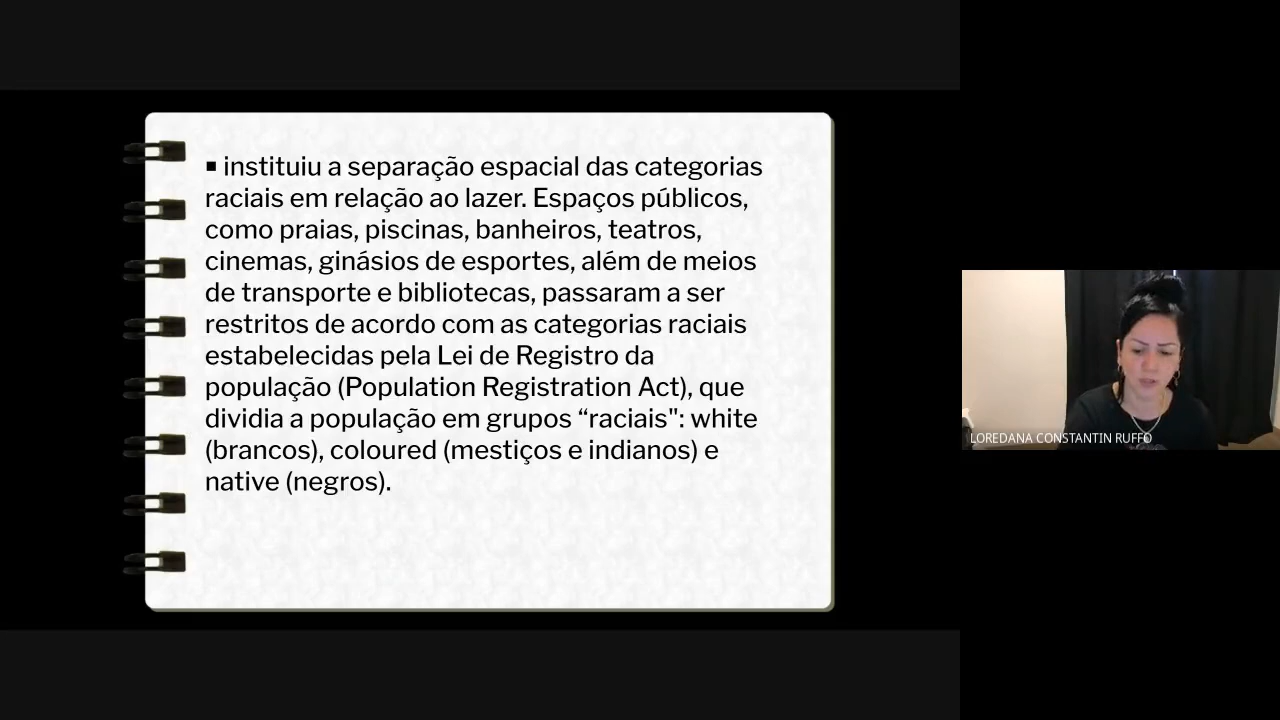 ▪ instituiu a separação espacial das categorias
raciais em relação ao lazer. Espaços públicos,
como praias, piscinas, banheiros, teatros,
cinemas, ginásios de esportes, além de meios
de transporte e bibliotecas, passaram a ser
restritos de acordo com as categorias raciais
estabelecidas pela Lei de Registro da
população (Population Registration Act), que
dividia a população em grupos “raciais": white
(brancos), coloured (mestiços e indianos) e
native (negros).
LOREDANA CONSTANTIN RUFFO